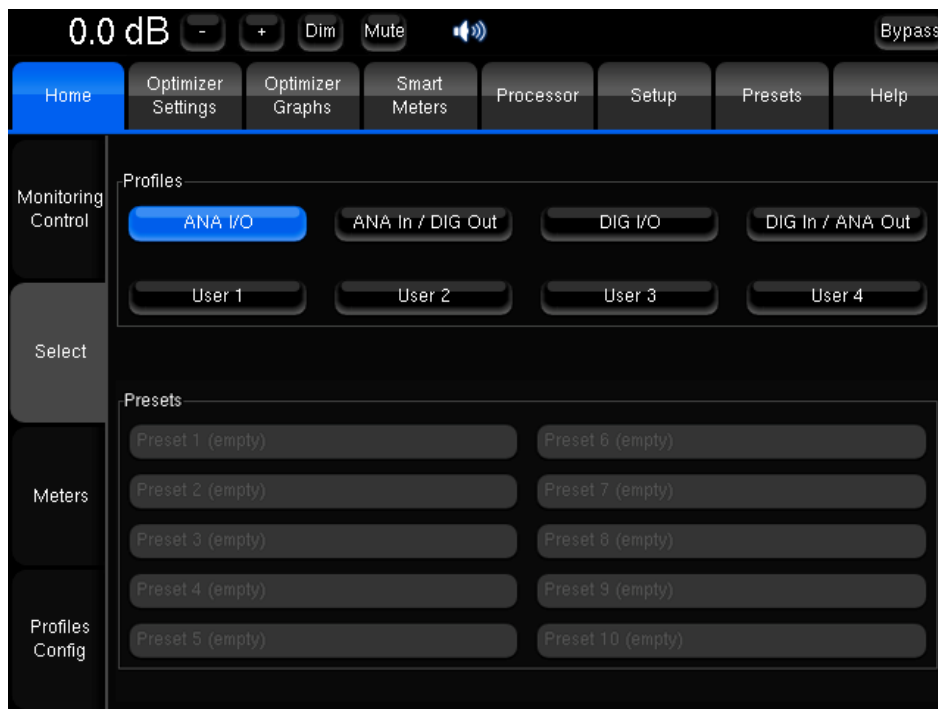 0.0 dB - + Dim Mute Bypass
Home Optimizer Settings Optimizer Graphs Smart Meters Processor Setup Presets Help
Monitoring Control
Profiles
ANA I/O ANA In / DIG Out DIG I/O DIG In / ANA Out
User 1 User 2 User 3 User 4
Select
Presets
Preset 1 (empty) Preset 6 (empty)
Preset 2 (empty) Preset 7 (empty)
Meters
Preset 3 (empty) Preset 8 (empty)
Preset 4 (empty) Preset 9 (empty)
Profiles Config
Preset 5 (empty) Preset 10 (empty)